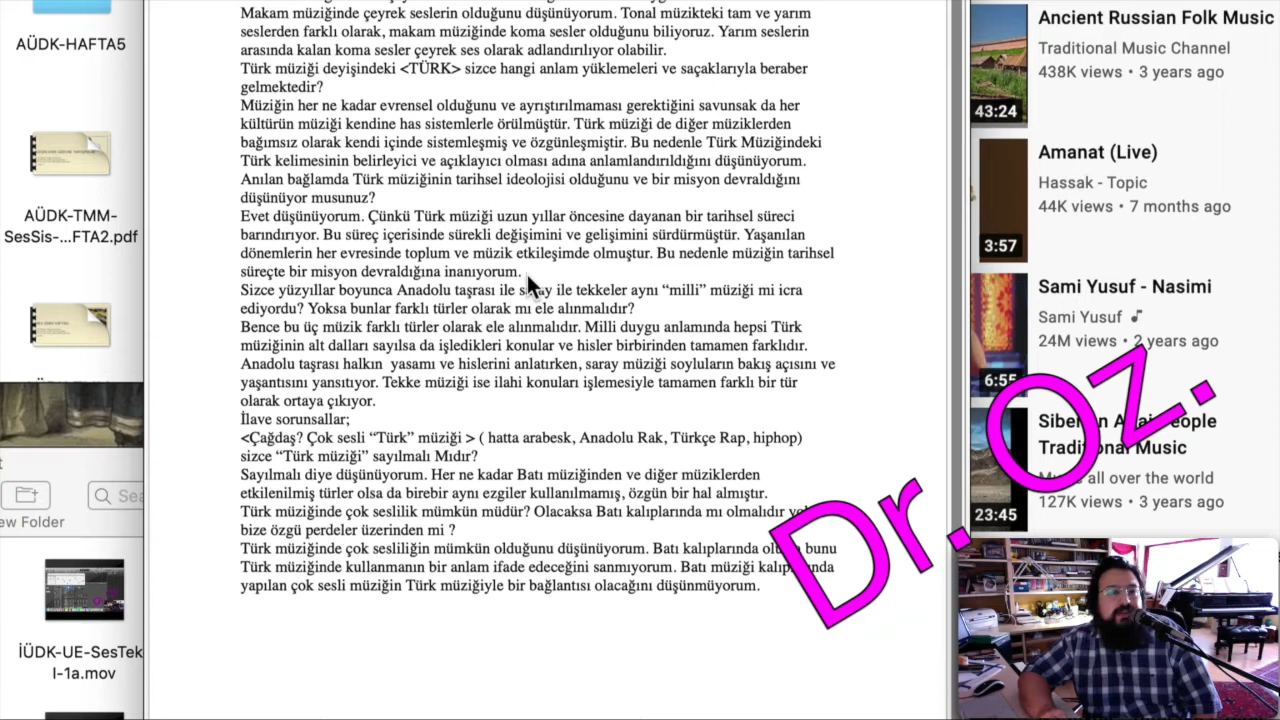 AÜDK-HAFTA5
AÜDK-TMM-
SesSis-...FTA2.pdf
ew Folder
Sea
İÜDK-UE-SesTek
I-1a.mov
Makam müziğinde çeyrek seslerin olduğunu düşünüyorum. Tonal müzikteki tam ve yarım
seslerden farklı olarak, makam müziğinde koma sesler olduğunu biliyoruz. Yarım seslerin
arasında kalan koma sesler çeyrek ses olarak adlandırılıyor olabilir.
Türk müziği deyişindeki <TÜRK> sizce hangi anlam yüklemeleri ve saçaklarıyla beraber
gelmektedir?
Müziğin her ne kadar evrensel olduğunu ve ayrıştırılmaması gerektiğini savunsak da her
kültürün müziği kendine has sistemlerle örülmüştür. Türk müziği de diğer müziklerden
bağımsız olarak kendi içinde sistemleşmiş ve özgünleşmiştir. Bu nedenle Türk Müziğindeki
Türk kelimesinin belirleyici ve açıklayıcı olması adına anlamlandırıldığını düşünüyorum.
Anılan bağlamda Türk müziğinin tarihsel ideolojisi olduğunu ve bir misyon devraldığını
düşünüyor musunuz?
Evet düşünüyorum. Çünkü Türk müziği uzun yıllar öncesine dayanan bir tarihsel süreci
barındırıyor. Bu süreç içerisinde sürekli değişimini ve gelişimini sürdürmüştür. Yaşanılan
dönemlerin her evresinde toplum ve müzik etkileşimde olmuştur. Bu nedenle müziğin tarihsel
süreçte bir misyon devraldığına inanıyorum.
Sizce yüzyıllar boyunca Anadolu taşrası ile saray ile tekkeler aynı “milli” müziği mi icra
ediyordu? Yoksa bunlar farklı türler olarak mı ele alınmalıdır?
Bence bu üç müzik farklı türler olarak ele alınmalıdır. Milli duygu anlamında hepsi Türk
müziğinin alt dalları sayılsa da işledikleri konular ve hisler birbirinden tamamen farklıdır.
Anadolu taşrası halkın yasamı ve hislerini anlatırken, saray müziği soyluların bakış açısını ve
yaşantısını yansıtıyor. Tekke müziği ise ilahi konuları işlemesiyle tamamen farklı bir tür
olarak ortaya çıkıyor.
İlave sorunsallar;
<Çağdaş? Çok sesli “Türk” müziği > ( hatta arabesk, Anadolu Rak, Türkçe Rap, hiphop)
sizce “Türk müziği” sayılmalı Mıdır?
Sayılmalı diye düşünüyorum. Her ne kadar Batı müziğinden ve diğer müziklerden
etkilenilmiş türler olsa da birebir aynı ezgiler kullanılmamış, özgün bir hal almıştır.
Türk müziğinde çok seslilik mümkün müdür? Olacaksa Batı kalıplarında mı olmalıdır
bize özgü perdeler üzerinden mi ?
Türk müziğinde çok sesliliğin mümkün olduğunu düşünüyorum. Batı kalıplarında bunu
Türk müziğinde kullanmanın bir anlam ifade edeceğini sanmıyorum. Batı müziği kalıplarında
yapılan çok sesli müziğin Türk müziğiyle bir bağlantısı olacağını düşünmüyorum.
Dr. Oz.
Ancient Russian Folk Music
Traditional Music Channel
438K views • 3 years ago
43:24
Amanat (Live)
Hassak - Topic
44K views • 7 months ago
3:57
Sami Yusuf - Nasimi
Sami Yusuf
24M views • 2 years ago
6:55
People
Traditional Music
Music all over the world
127K views • 3 years ago
23:45